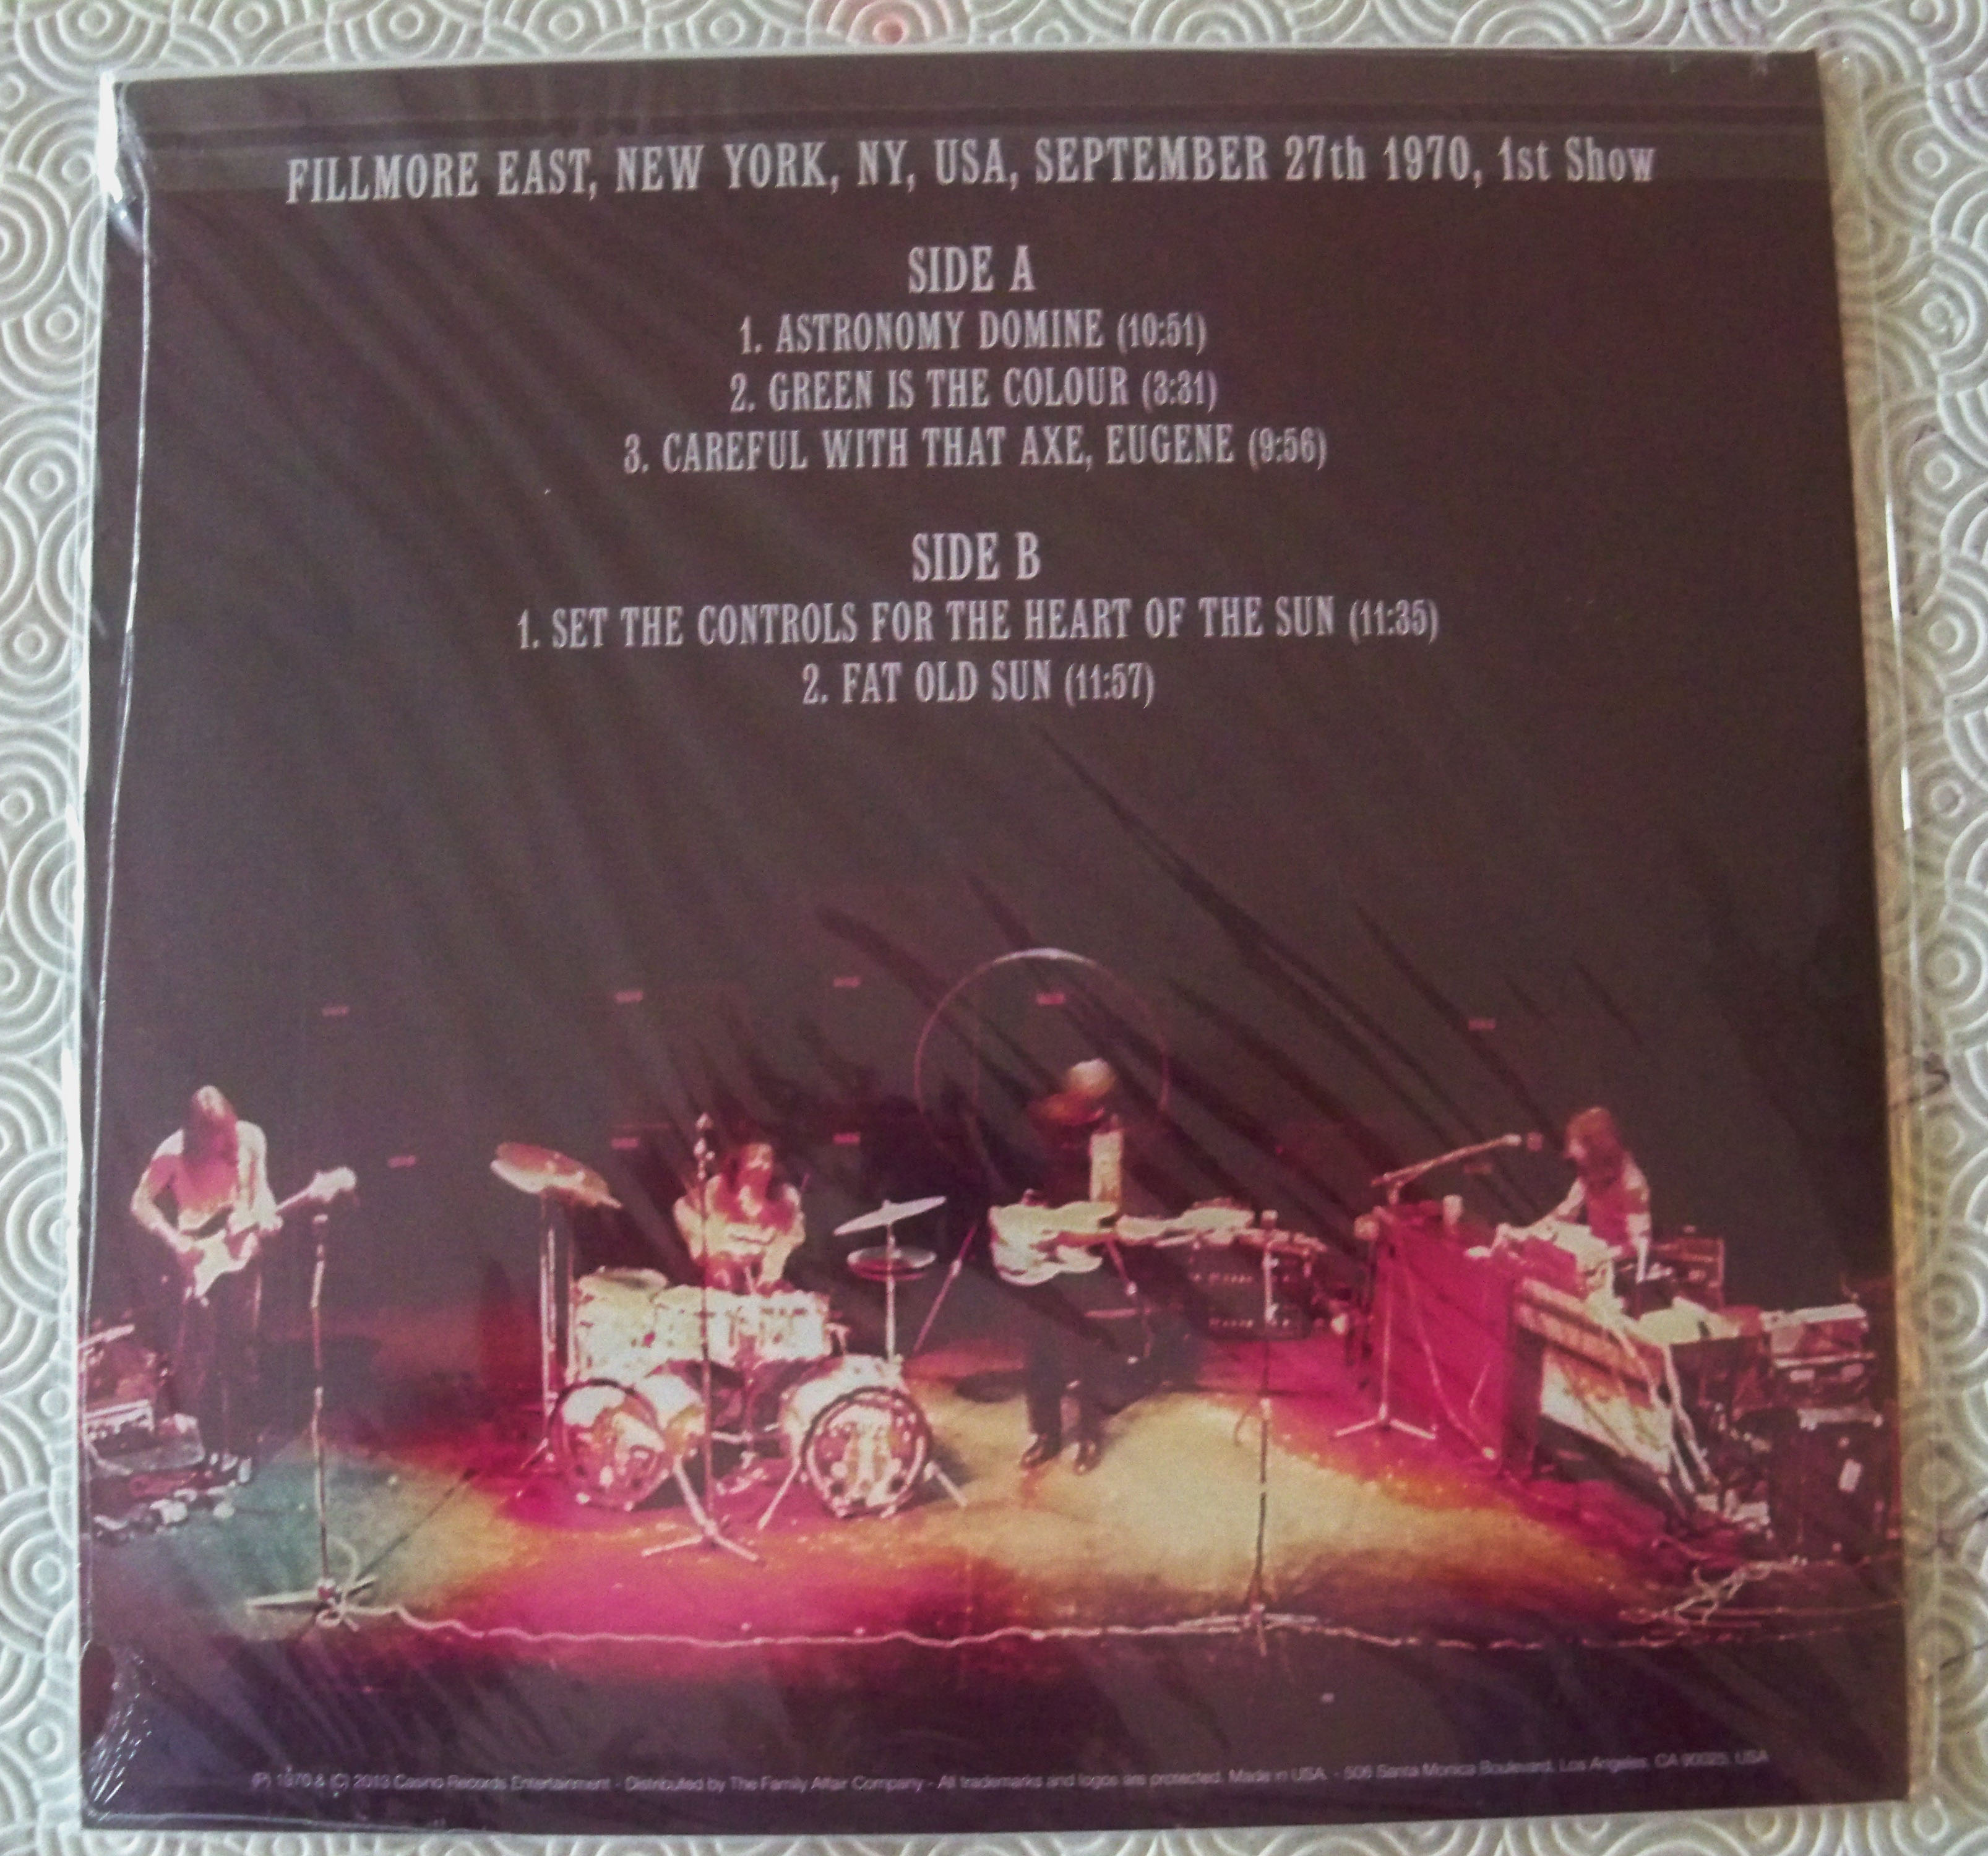 FILLMORE EAST, NEW YORK, NY, USA, SEPTEMBER 27th 1970, 1st Show
SIDE A
1. ASTRONOMY DOMINE (10:51)
2. GREEN IS THE COLOUR (3:31)
3. CAREFUL WITH THAT AXE, EUGENE (9:56)
SIDE B
1. SET THE CONTROLS FOR THE HEART OF THE SUN (11:35)
2. FAT OLD SUN (11:57)
(P) 1970 & (C) 2013 Casino Records Entertainment - Distributed by The Family Affair Company - All trademarks and logos are protected. Made in USA. - 506 Santa Monica Boulevard, Los Angeles, CA 90025, USA